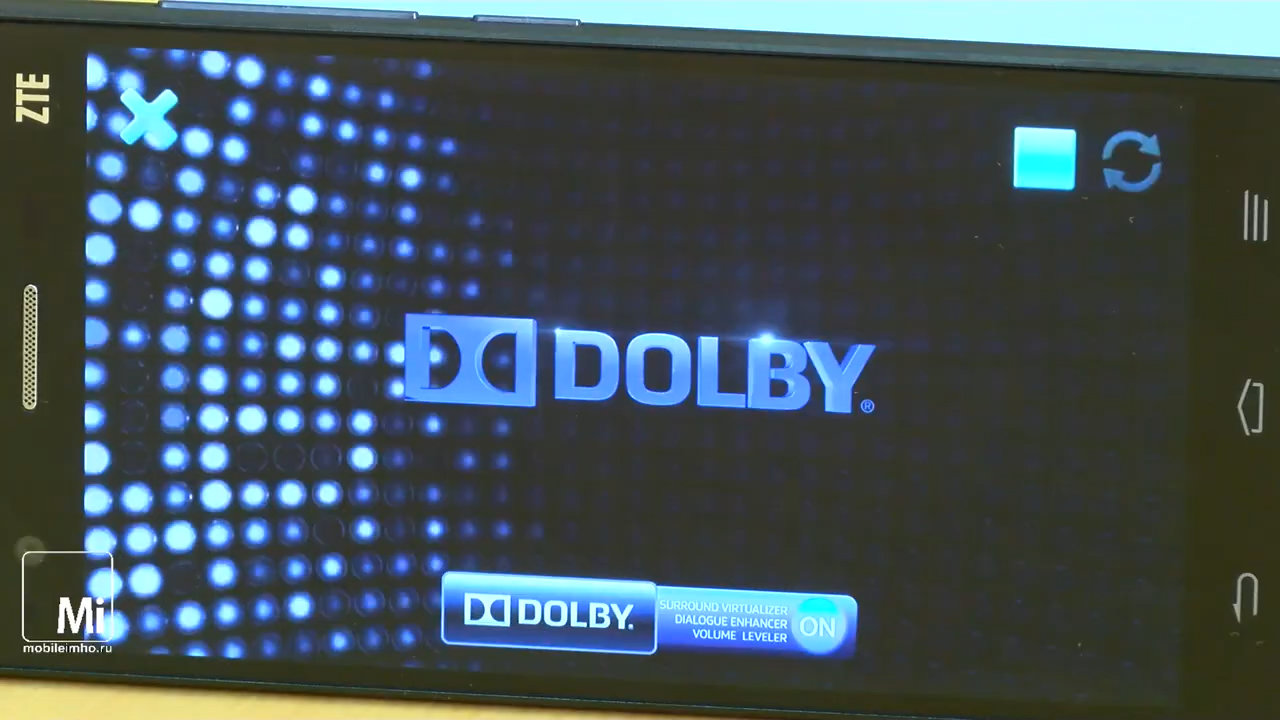 ZTE
DOLBY®
DOLBY.
SURROUND VIRTUALIZER
DIALOGUE ENHANCER
VOLUME LEVELER
ON
Mi
mobileimho.ru